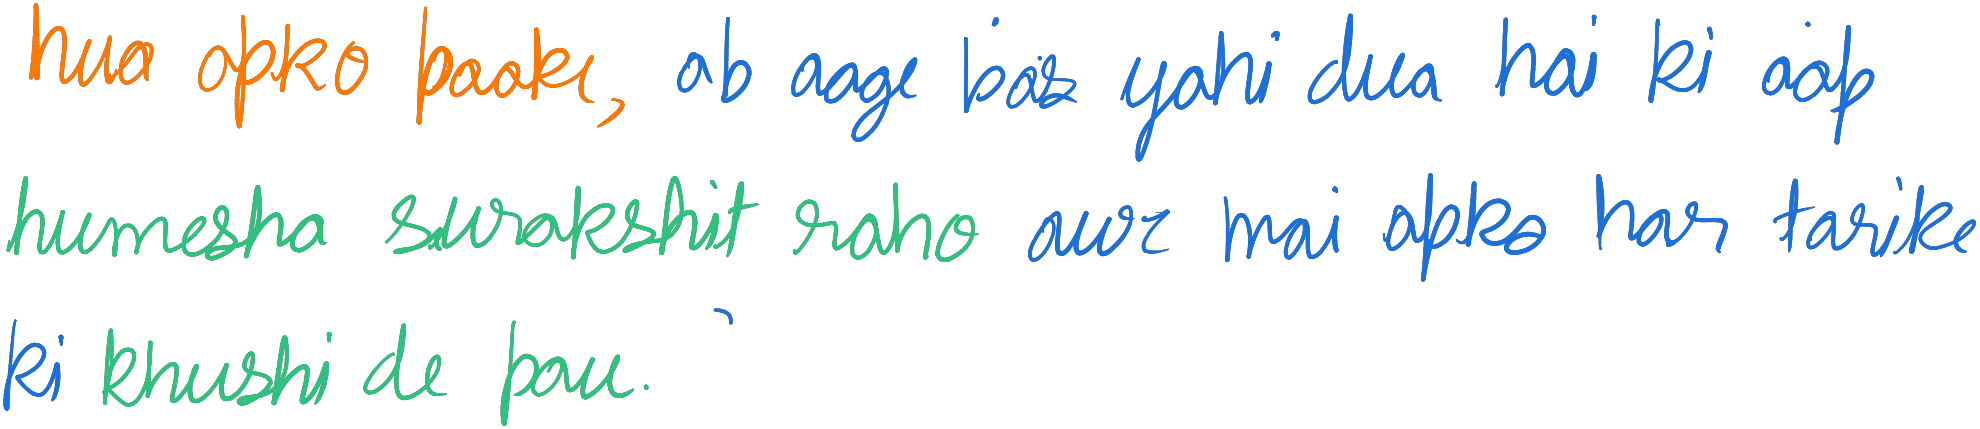 hua apko paake, ab aage bas yahi dua hai ki aap
humesha surakshit raho aur mai apko har tarike
ki khushi de pau.